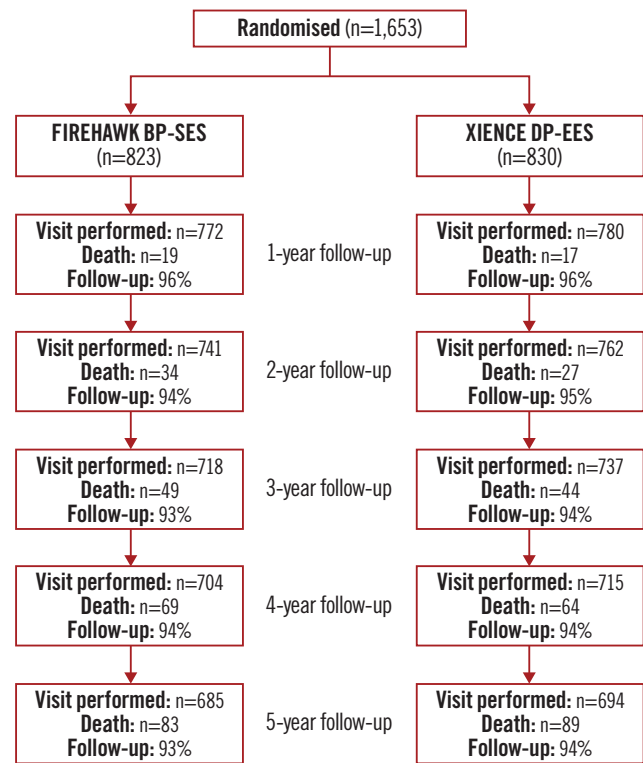 Randomised (n=1,653)
FIREHAWK BP-SES
(n=823)
XIENCE DP-EES
(n=830)
Visit performed: n=772
Death: n=19
Follow-up: 96%
1-year follow-up
Visit performed: n=780
Death: n=17
Follow-up: 96%
Visit performed: n=741
Death: n=34
Follow-up: 94%
2-year follow-up
Visit performed: n=762
Death: n=27
Follow-up: 95%
Visit performed: n=718
Death: n=49
Follow-up: 93%
3-year follow-up
Visit performed: n=737
Death: n=44
Follow-up: 94%
Visit performed: n=704
Death: n=69
Follow-up: 94%
4-year follow-up
Visit performed: n=715
Death: n=64
Follow-up: 94%
Visit performed: n=685
Death: n=83
Follow-up: 93%
5-year follow-up
Visit performed: n=694
Death: n=89
Follow-up: 94%